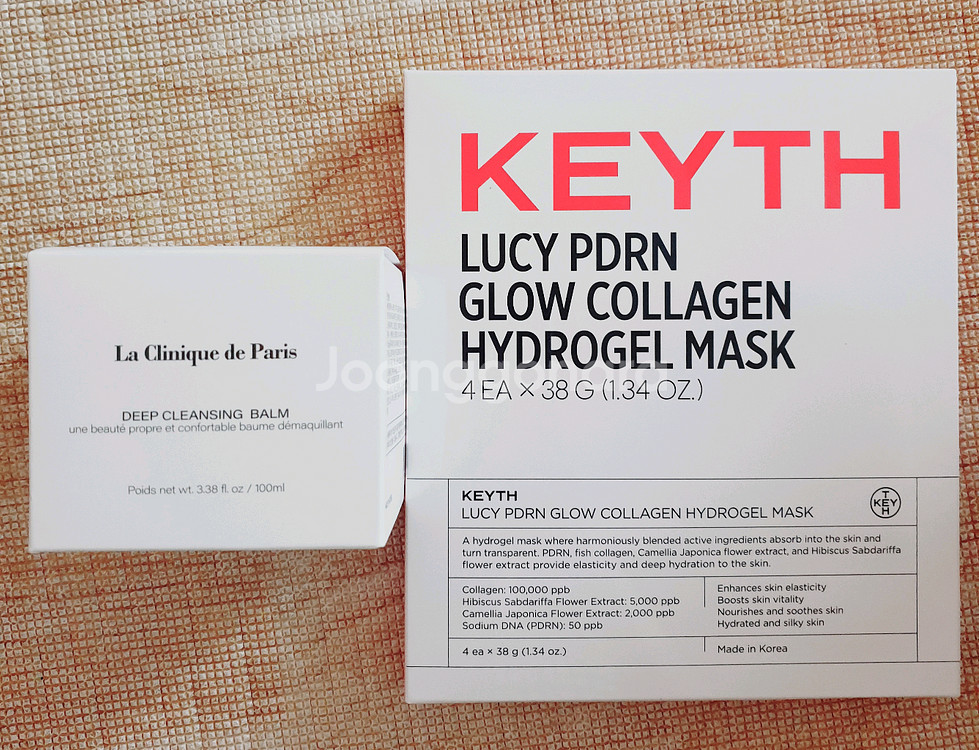 La Clinique de Paris
DEEP CLEANSING BALM
une beauté propre et confortable baume démaquillant
Poids net wt. 3.38 fl. oz / 100ml
KEYTH
LUCY PDRN
GLOW COLLAGEN
HYDROGEL MASK
4 EA × 38 G (1.34 OZ.)
Joonggonara
KEYTH
LUCY PDRN GLOW COLLAGEN HYDROGEL MASK
T
KEY
H
A hydrogel mask where harmoniously blended active ingredients absorb into the skin and
turn transparent. PDRN, fish collagen, Camellia Japonica flower extract, and Hibiscus Sabdariffa
flower extract provide elasticity and deep hydration to the skin.
Collagen: 100,000 ppb
Hibiscus Sabdariffa Flower Extract: 5,000 ppb
Camellia Japonica Flower Extract: 2,000 ppb
Sodium DNA (PDRN): 50 ppb
Enhances skin elasticity
Boosts skin vitality
Nourishes and soothes skin
Hydrated and silky skin
4 ea × 38 g (1.34 oz.)
Made in Korea